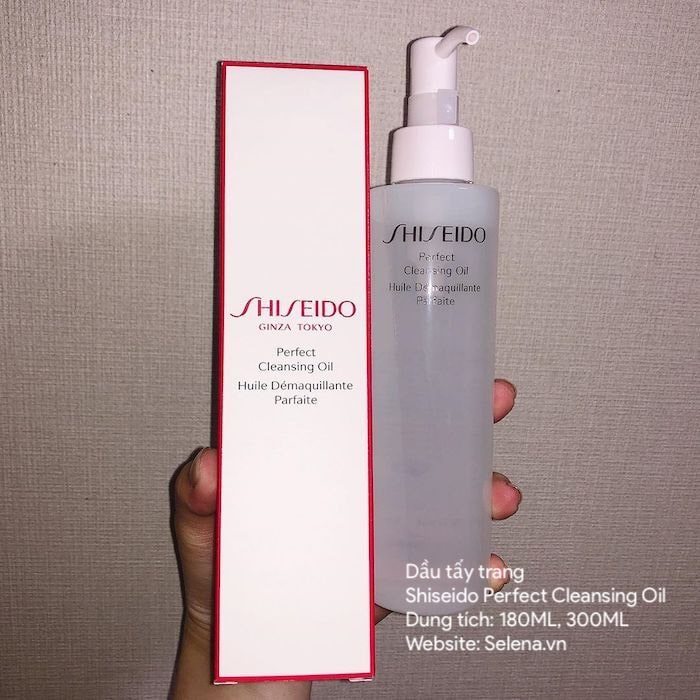 SHISEIDO
GINZA TOKYO
Perfect
Cleansing Oil
Huile Démaquillante
Parfaite
SHISEIDO
Perfect
Cleansing Oil
Huile Démaquillante
Parfaite
Dầu tẩy trang
Shiseido Perfect Cleansing Oil
Dung tích: 180ML, 300ML
Website: Selena.vn